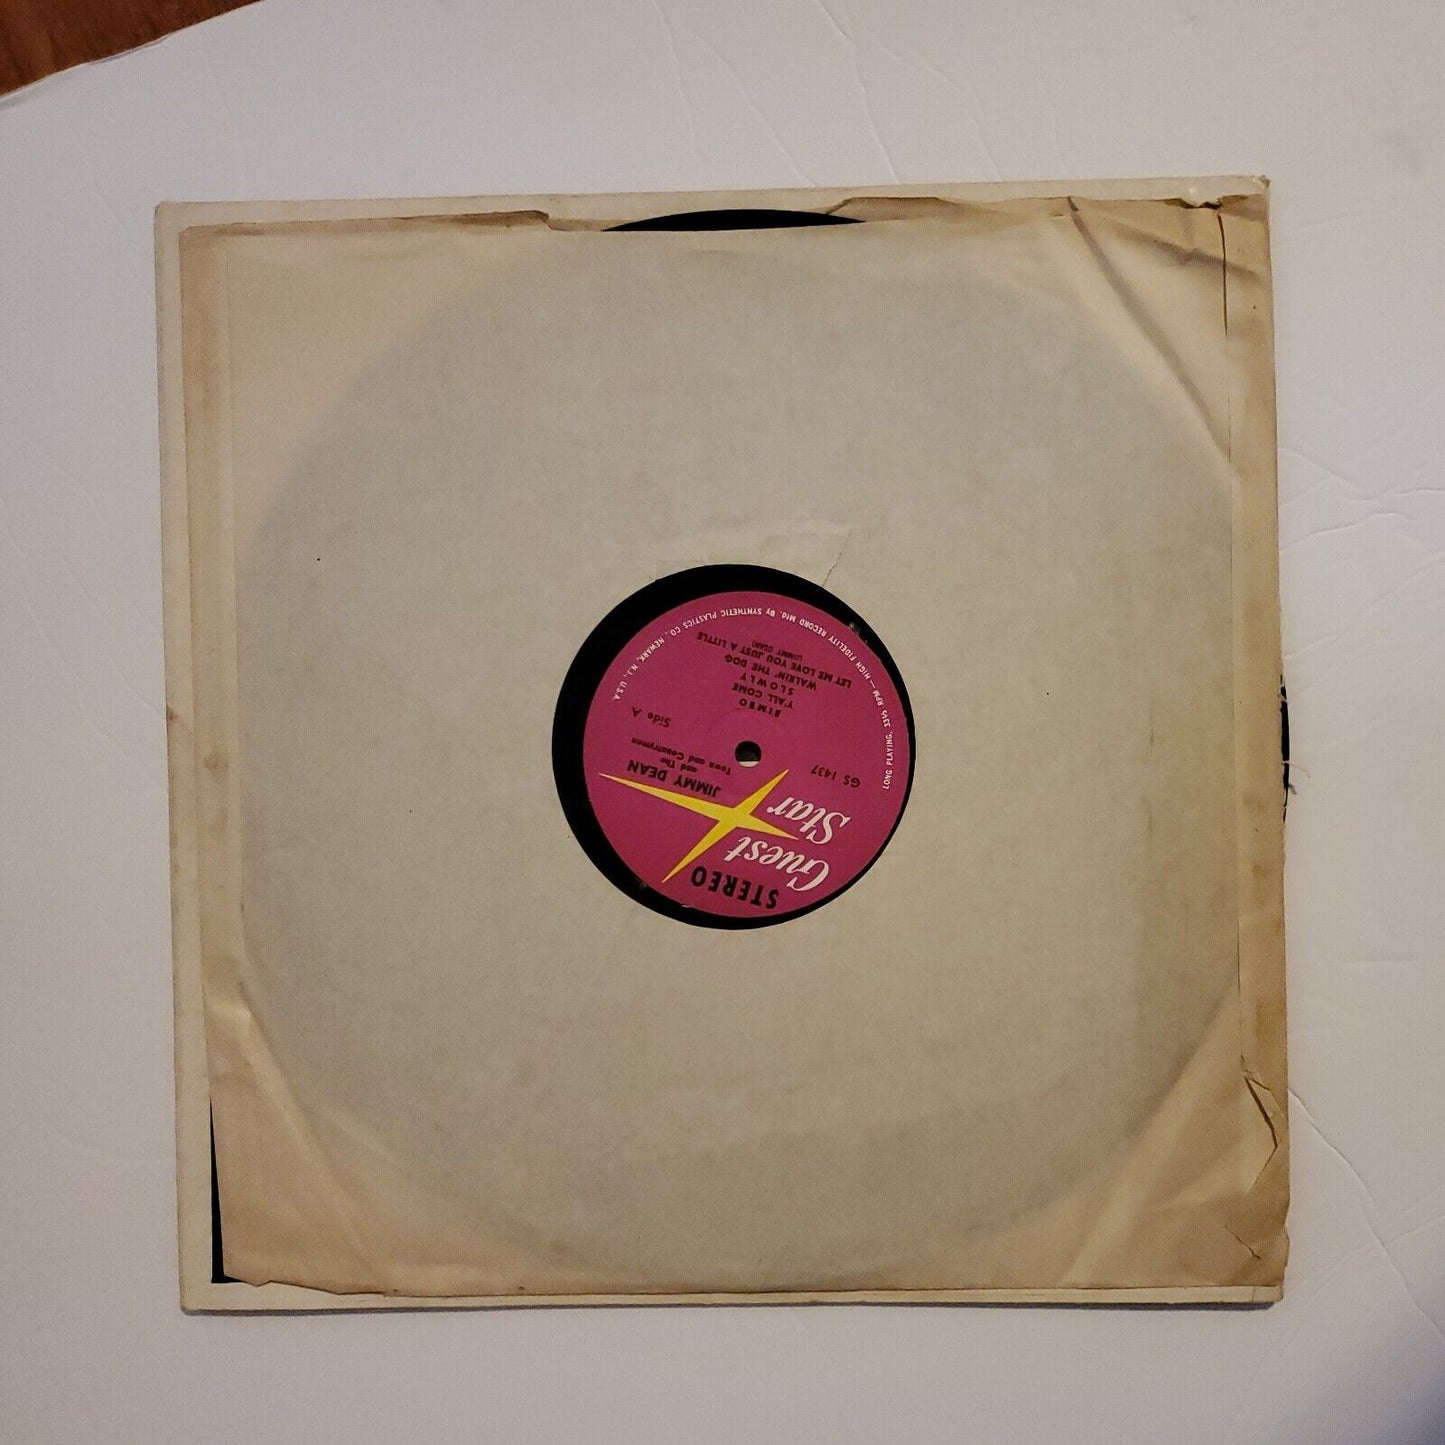 STEREO
Guest
Star
JIMMY DEAN
and The
Town and Countrymen
GS 1437
Side A
BIMBO
Y'ALL COME
SLOWLY
WALKIN' THE DOG
LET ME LOVE YOU JUST A LITTLE
(JIMMY DEAN)
LONG PLAYING, 33⅓ RPM — HIGH FIDELITY RECORD Mfd. By SYNTHETIC PLASTICS CO., NEWARK, N.J., U.S.A.